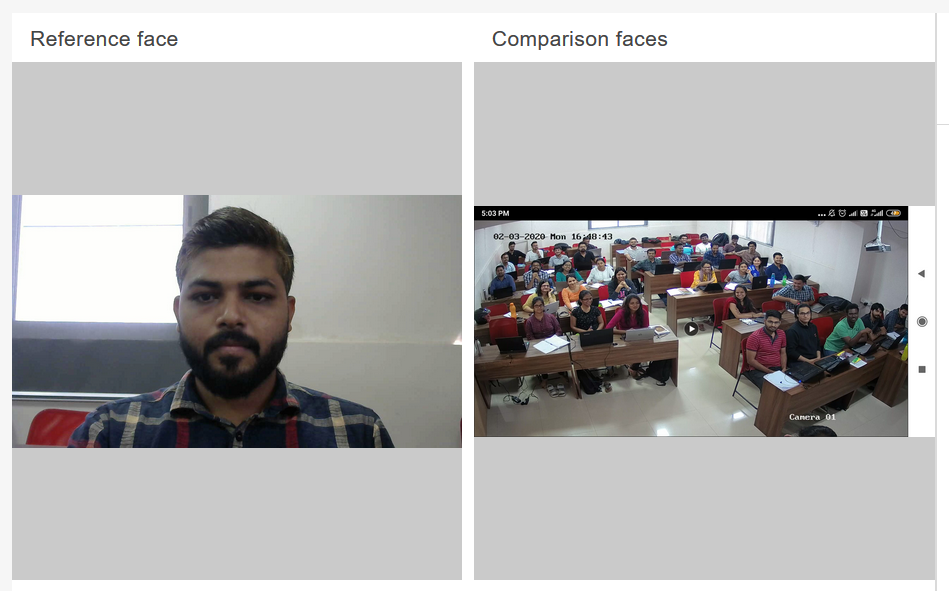 Reference face
Comparison faces
5:03 PM
02-03-2020 Mon 16:48:43
Camera 01